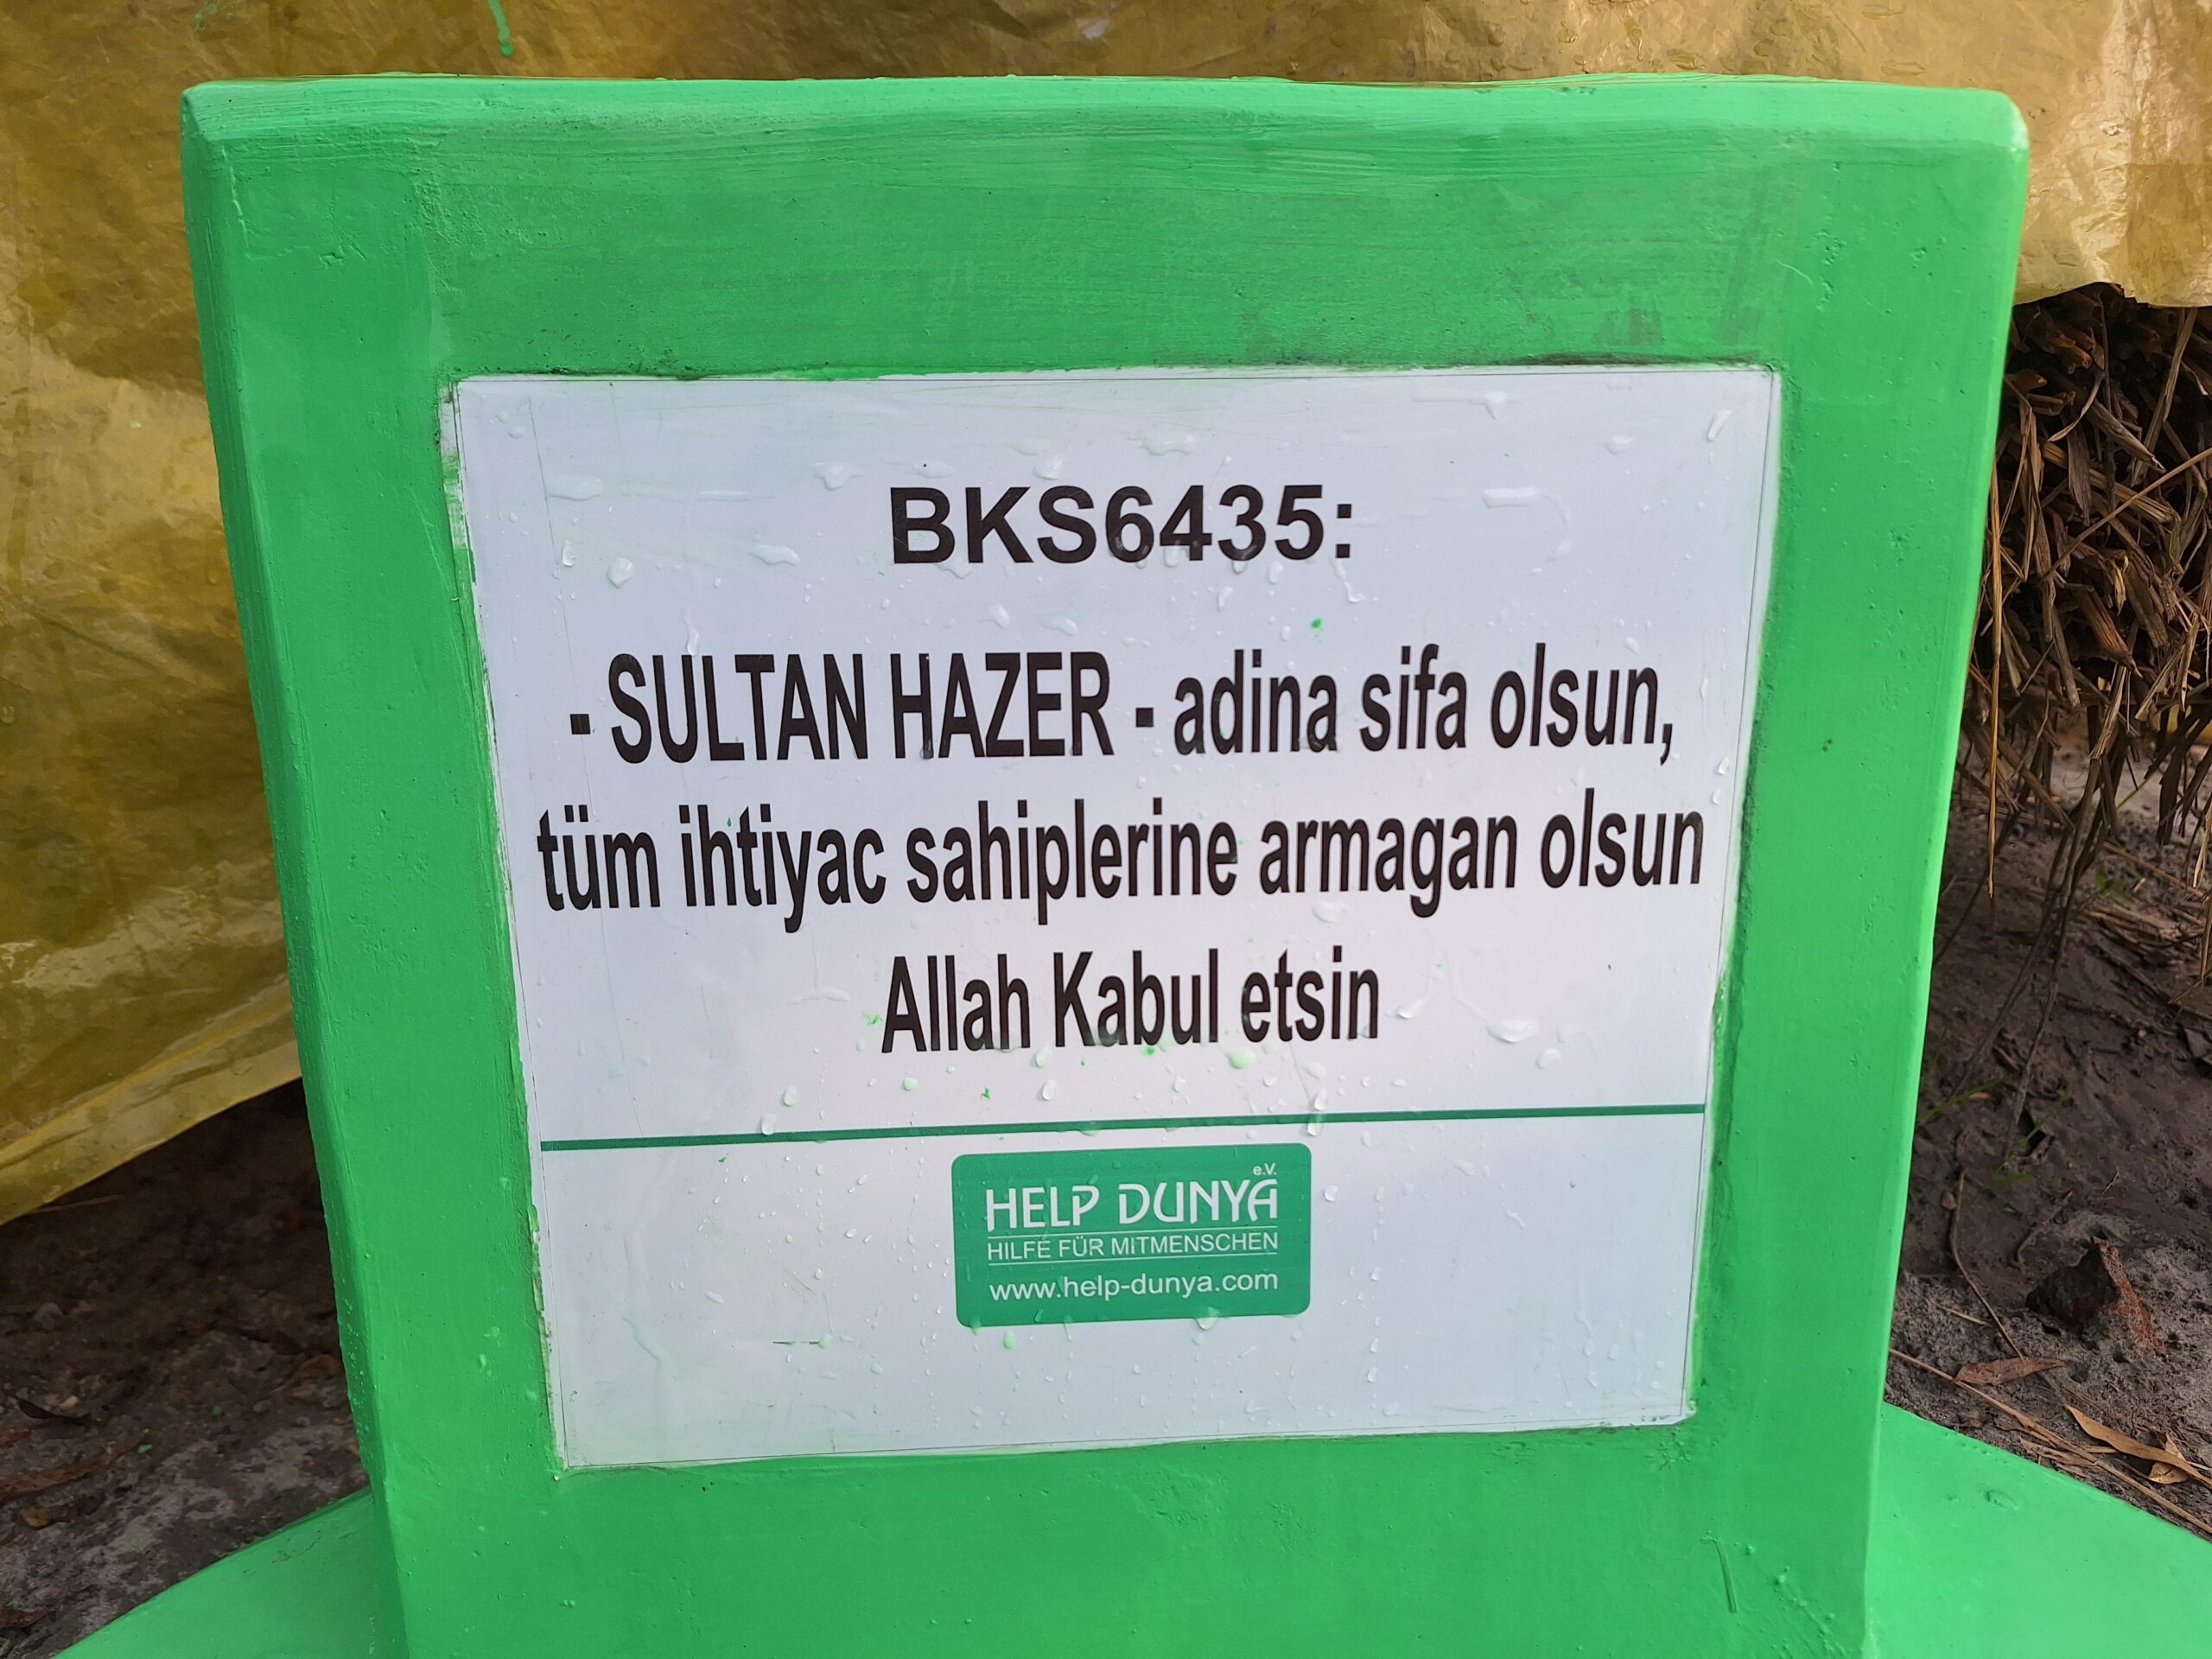 BKS6435:
- SULTAN HAZER - adina sifa olsun,
tüm ihtiyac sahiplerine armagan olsun
Allah Kabul etsin
e.V.
HELP DUNYA
HILFE FÜR MITMENSCHEN
www.help-dunya.com